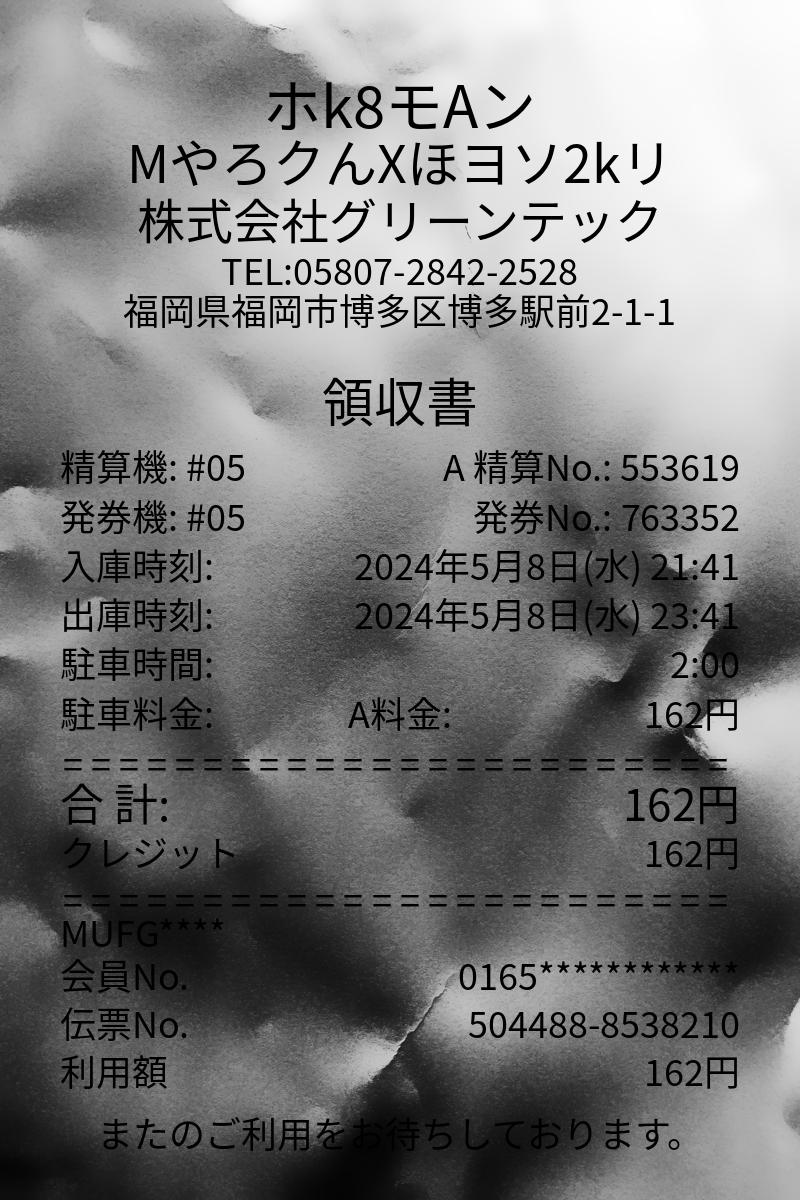 ホk8モAン
MやろクんXほヨソ2kリ
株式会社グリーンテック
TEL:05807-2842-2528
福岡県福岡市博多区博多駅前2-1-1
領収書
精算機: #05 A 精算No.: 553619
発券機: #05 発券No.: 763352
入庫時刻: 2024年5月8日(水) 21:41
出庫時刻: 2024年5月8日(水) 23:41
駐車時間: 2:00
駐車料金: A料金: 162円
========================
合 計: 162円
クレジット 162円
========================
MUFG****
会員No. 0165************
伝票No. 504488-8538210
利用額 162円
またのご利用をお待ちしております。